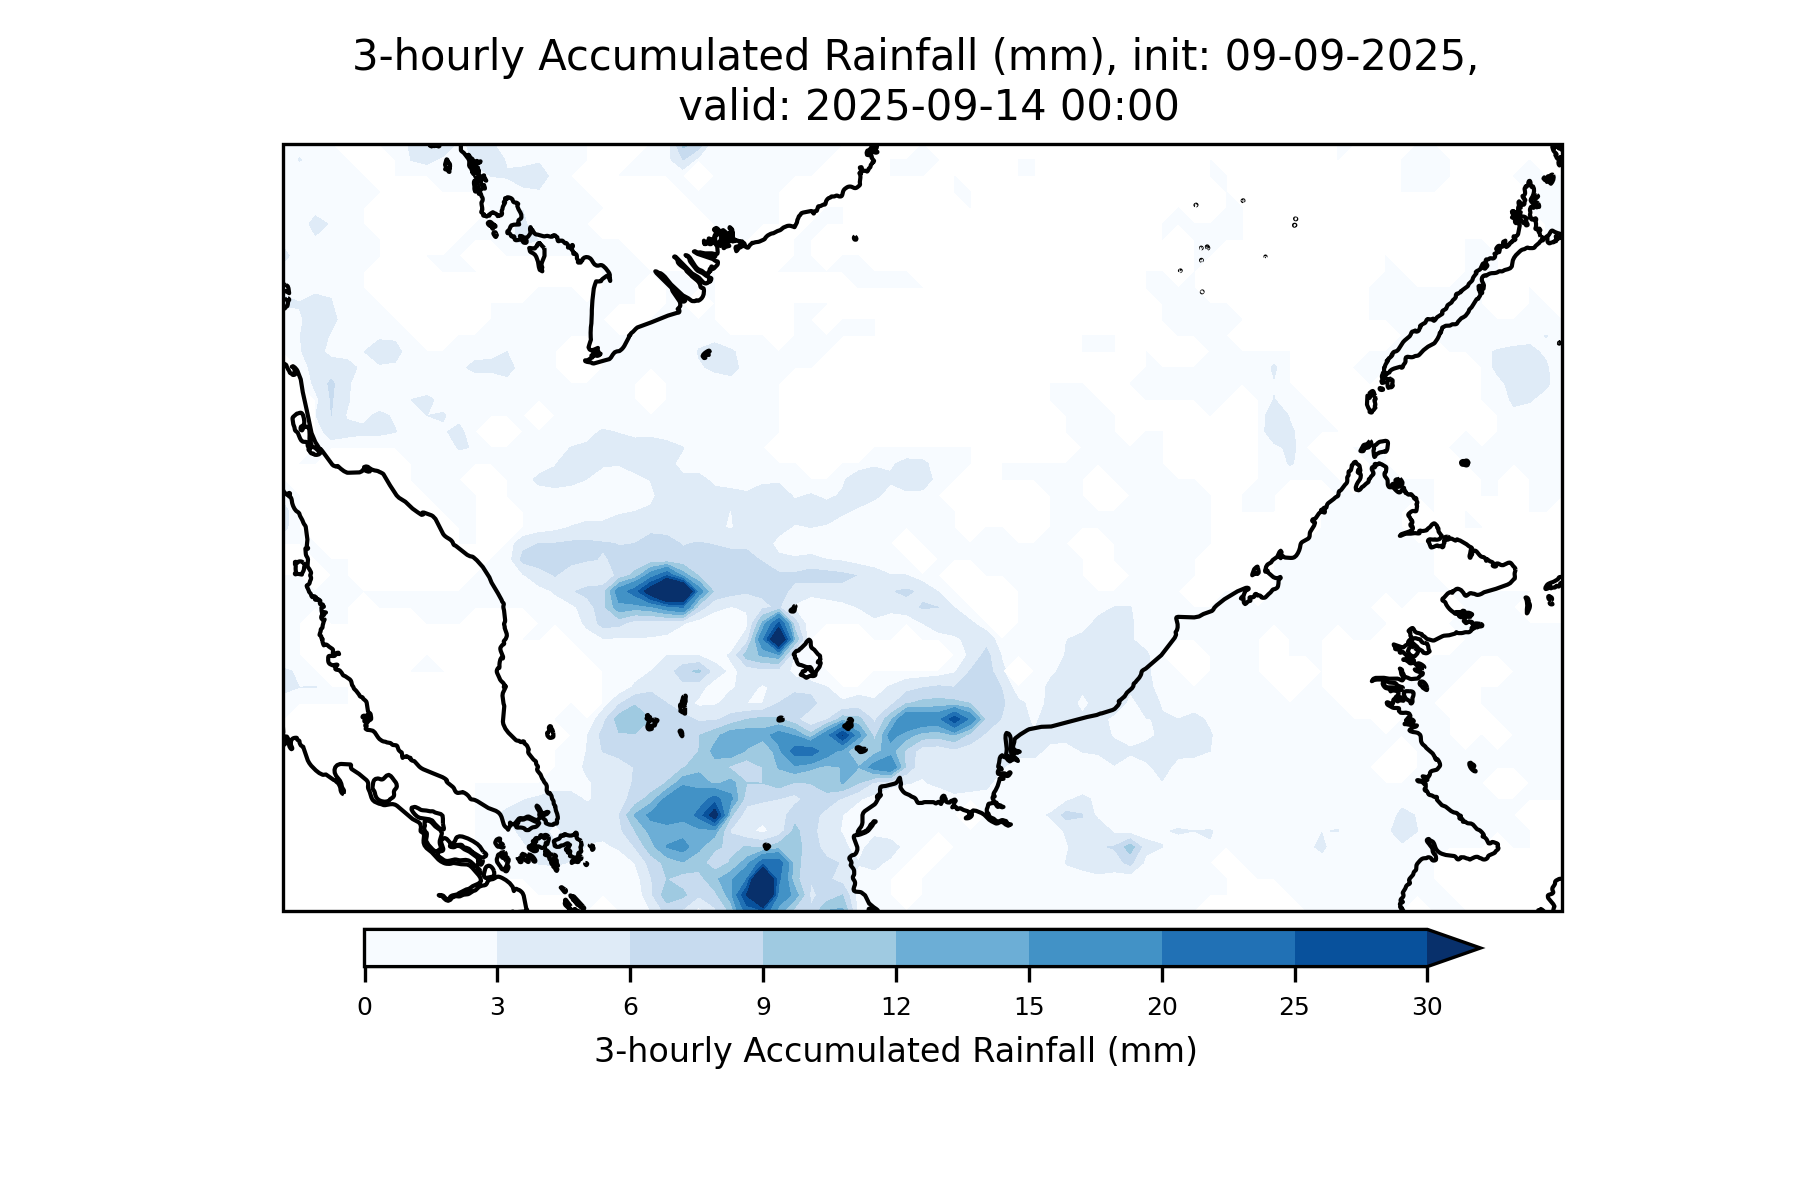 3-hourly Accumulated Rainfall (mm), init: 09-09-2025,
valid: 2025-09-14 00:00
0 3 6 9 12 15 20 25 30
3-hourly Accumulated Rainfall (mm)